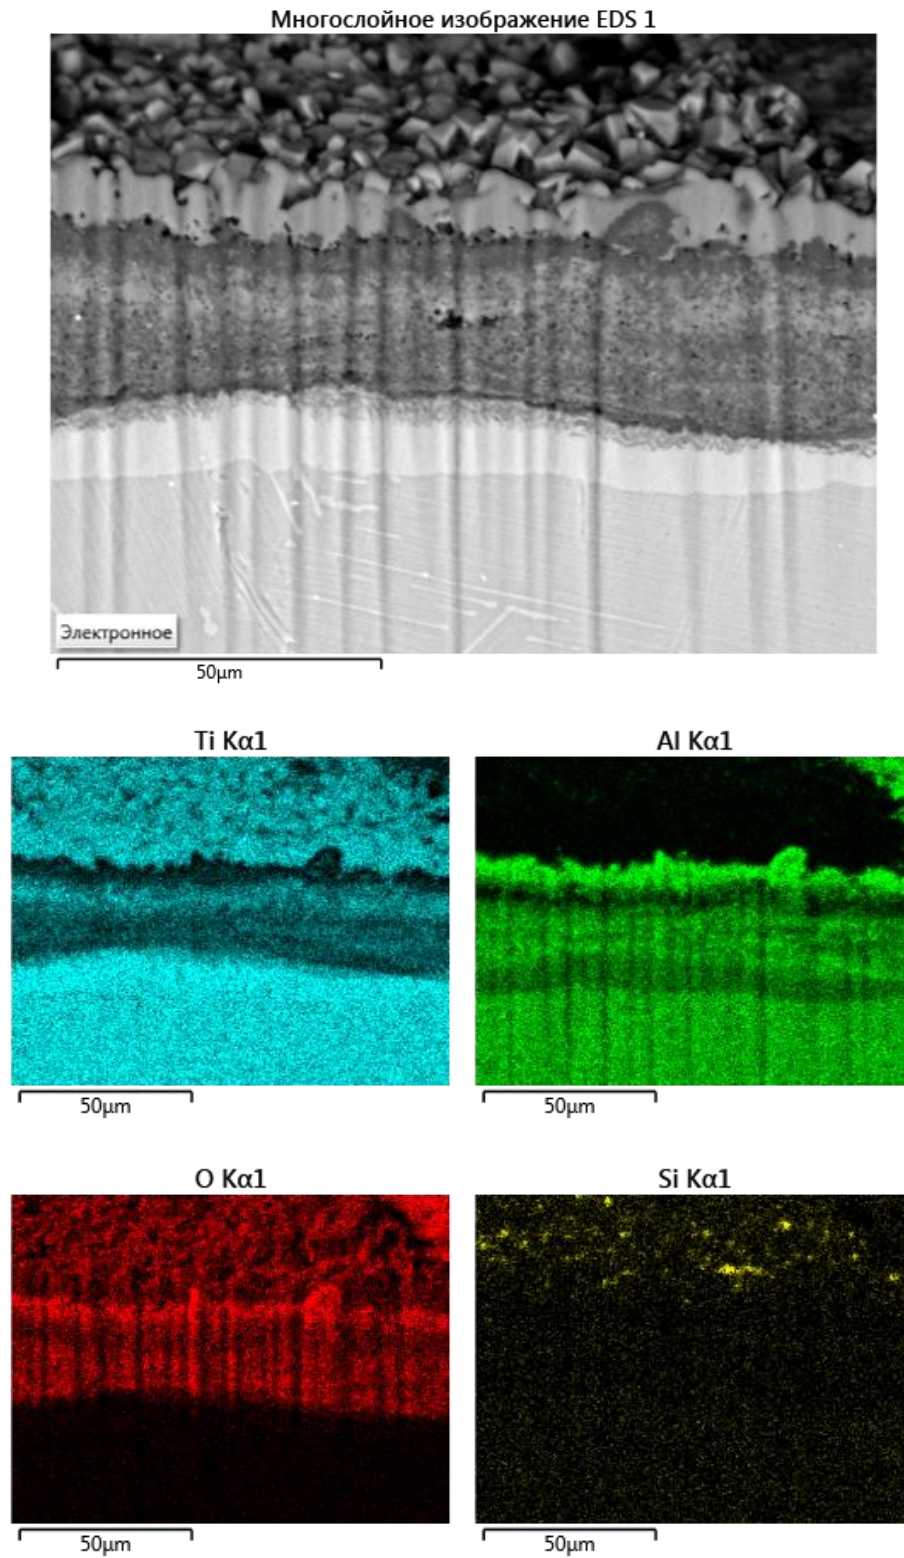 Многослойное изображение EDS 1
Электронное
50μm
Ti Kα1
Al Kα1
50μm
50μm
O Kα1
Si Kα1
50μm
50μm